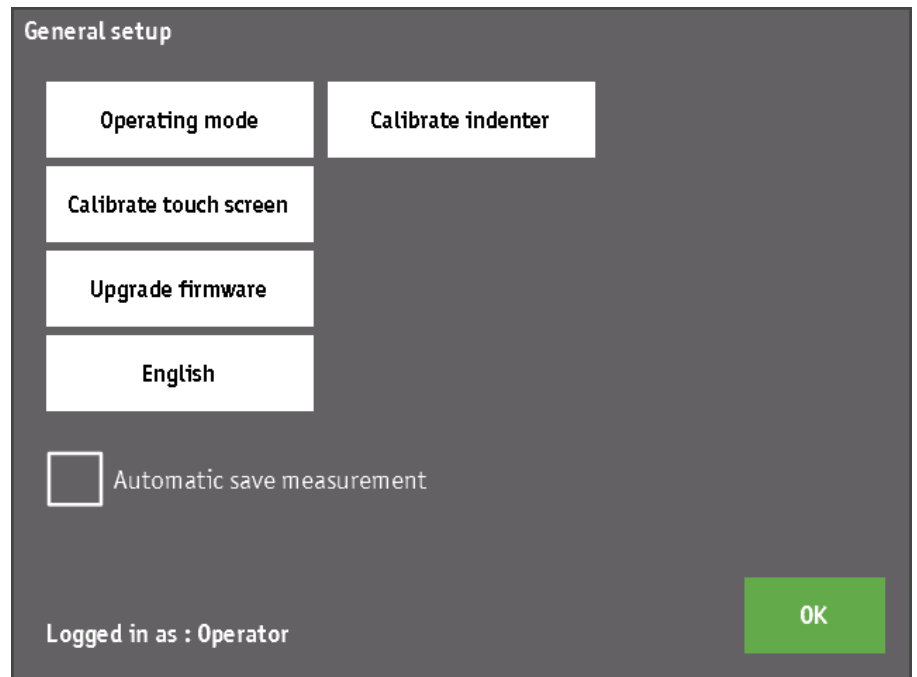 General setup
Operating mode
Calibrate indenter
Calibrate touch screen
Upgrade firmware
English
Automatic save measurement
Logged in as : Operator
OK